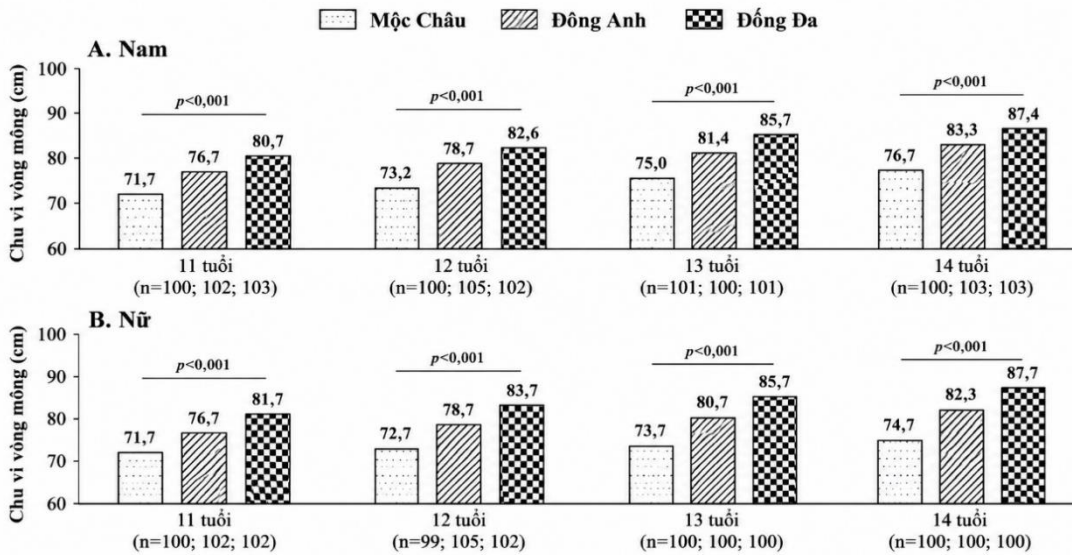 Mộc Châu Đông Anh Đống Đa
A. Nam
Chu vi vòng mông (cm)
100
90
80
70
60
p<0,001 p<0,001 p<0,001 p<0,001
71,7 76,7 80,7 73,2 78,7 82,6 75,0 81,4 85,7 76,7 83,3 87,4
11 tuổi 12 tuổi 13 tuổi 14 tuổi
(n=100; 102; 103) (n=100; 105; 102) (n=101; 100; 101) (n=100; 103; 103)
B. Nữ
Chu vi vòng mông (cm)
100
90
80
70
60
p<0,001 p<0,001 p<0,001 p<0,001
71,7 76,7 81,7 72,7 78,7 83,7 73,7 80,7 85,7 74,7 82,3 87,7
11 tuổi 12 tuổi 13 tuổi 14 tuổi
(n=100; 102; 102) (n=99; 105; 102) (n=100; 100; 100) (n=100; 100; 100)